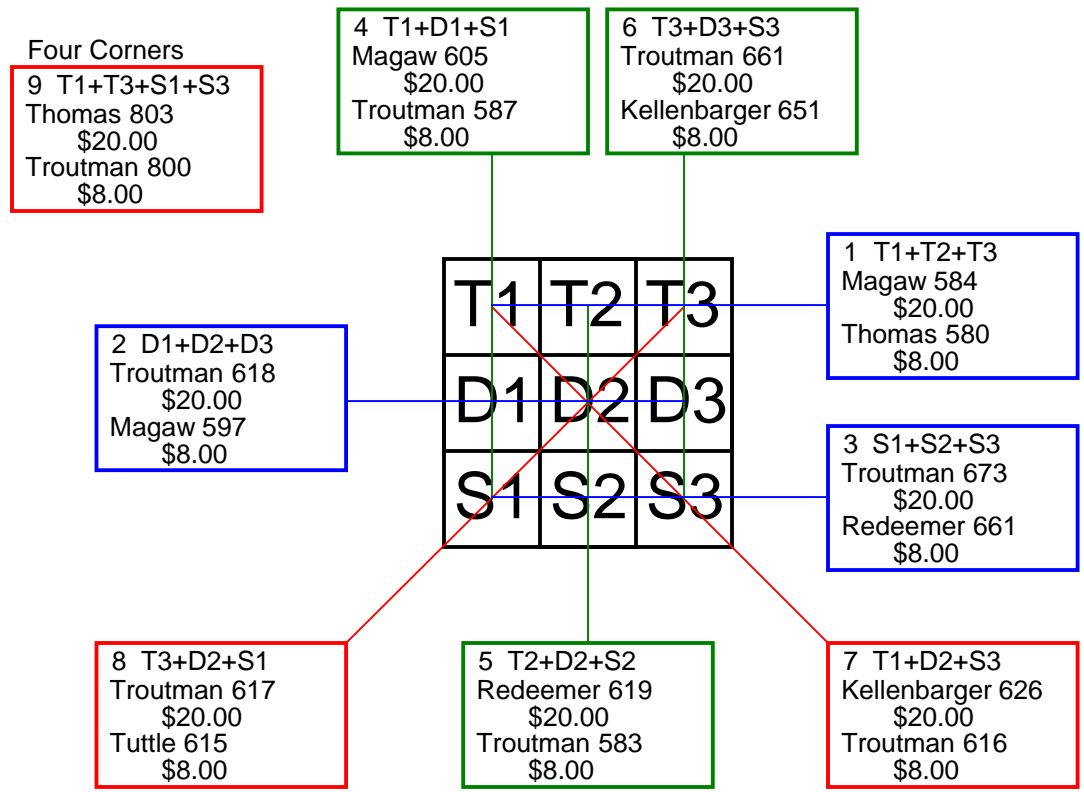 Four Corners
9 T1+T3+S1+S3
Thomas 803
$20.00
Troutman 800
$8.00
4 T1+D1+S1
Magaw 605
$20.00
Troutman 587
$8.00
6 T3+D3+S3
Troutman 661
$20.00
Kellenbarger 651
$8.00
1 T1+T2+T3
Magaw 584
$20.00
Thomas 580
$8.00
2 D1+D2+D3
Troutman 618
$20.00
Magaw 597
$8.00
T1 T2 T3
D1 D2 D3
S1 S2 S3
3 S1+S2+S3
Troutman 673
$20.00
Redeemer 661
$8.00
8 T3+D2+S1
Troutman 617
$20.00
Tuttle 615
$8.00
5 T2+D2+S2
Redeemer 619
$20.00
Troutman 583
$8.00
7 T1+D2+S3
Kellenbarger 626
$20.00
Troutman 616
$8.00